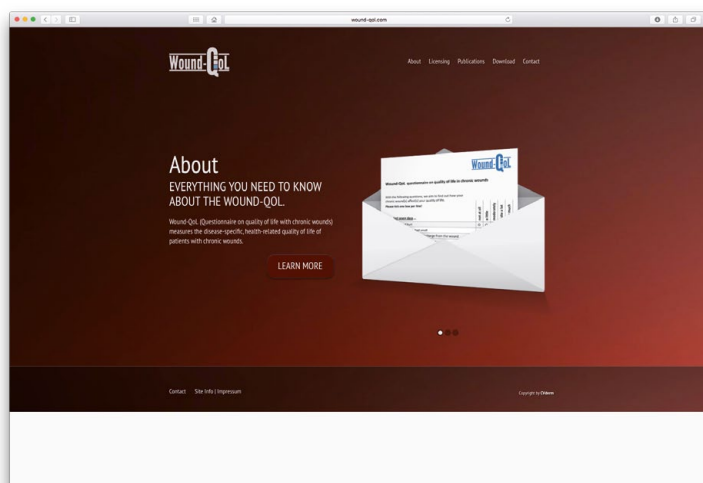 wound-qol.com
Wound-QoL
About Licensing Publications Download Contact
About
EVERYTHING YOU NEED TO KNOW
ABOUT THE WOUND-QOL.
Wound-QoL (Questionnaire on quality of life with chronic wounds)
measures the disease-specific, health-related quality of life of
patients with chronic wounds.
LEARN MORE
Wound-QoL
Wound-QoL questionnaire on quality of life in chronic wounds
Contact Site Info | Impressum
Copyright by